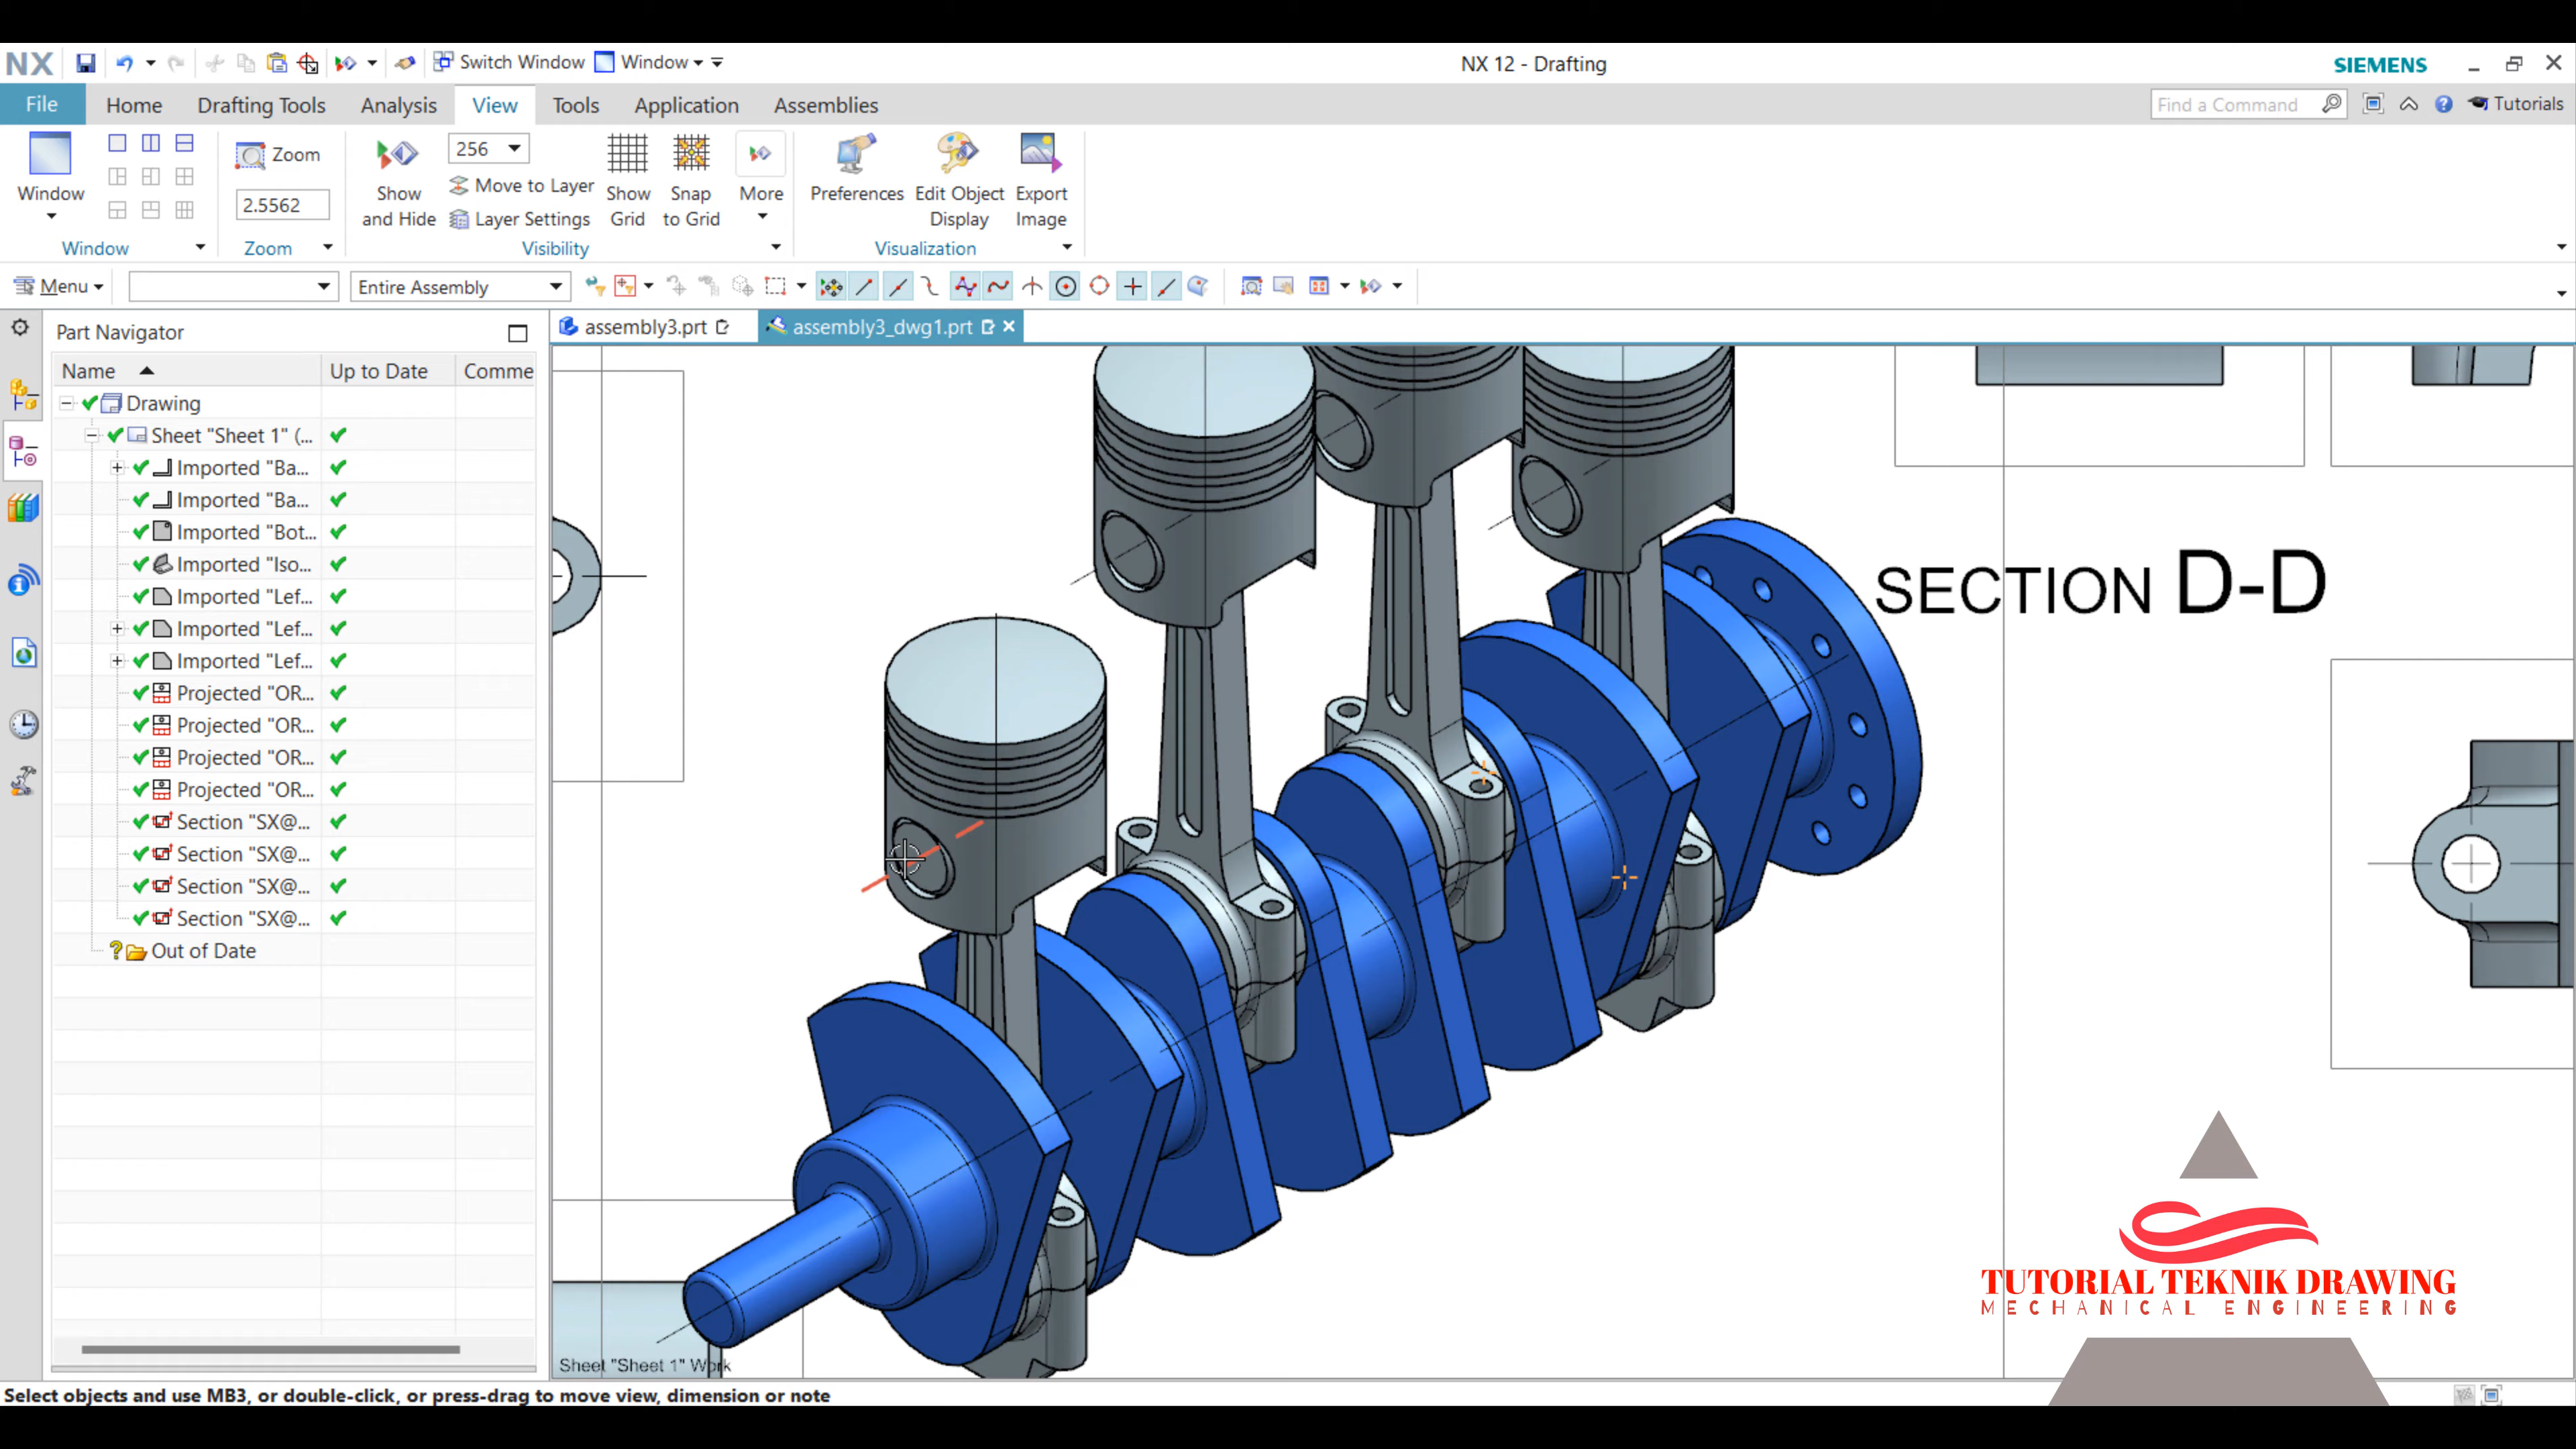 NX Switch Window Window NX 12 - Drafting SIEMENS
File Home Drafting Tools Analysis View Tools Application Assemblies Find a Command Tutorials
Window
Zoom
2.5562
Show and Hide
256
Move to Layer
Layer Settings
Show Grid
Snap to Grid
More
Preferences
Edit Object Display
Export Image
Window Zoom Visibility Visualization
Menu Entire Assembly
Part Navigator
assembly3.prt assembly3_dwg1.prt
Name Up to Date Comme
Drawing
Sheet "Sheet 1" (...
Imported "Ba...
Imported "Ba...
Imported "Bot...
Imported "Iso...
Imported "Lef...
Imported "Lef...
Imported "Lef...
Projected "OR...
Projected "OR...
Projected "OR...
Projected "OR...
Section "SX@...
Section "SX@...
Section "SX@...
Section "SX@...
Out of Date
SECTION D-D
TUTORIAL TEKNIK DRAWING
MECHANICAL ENGINEERING
Sheet "Sheet 1" Work
Select objects and use MB3, or double-click, or press-drag to move view, dimension or note